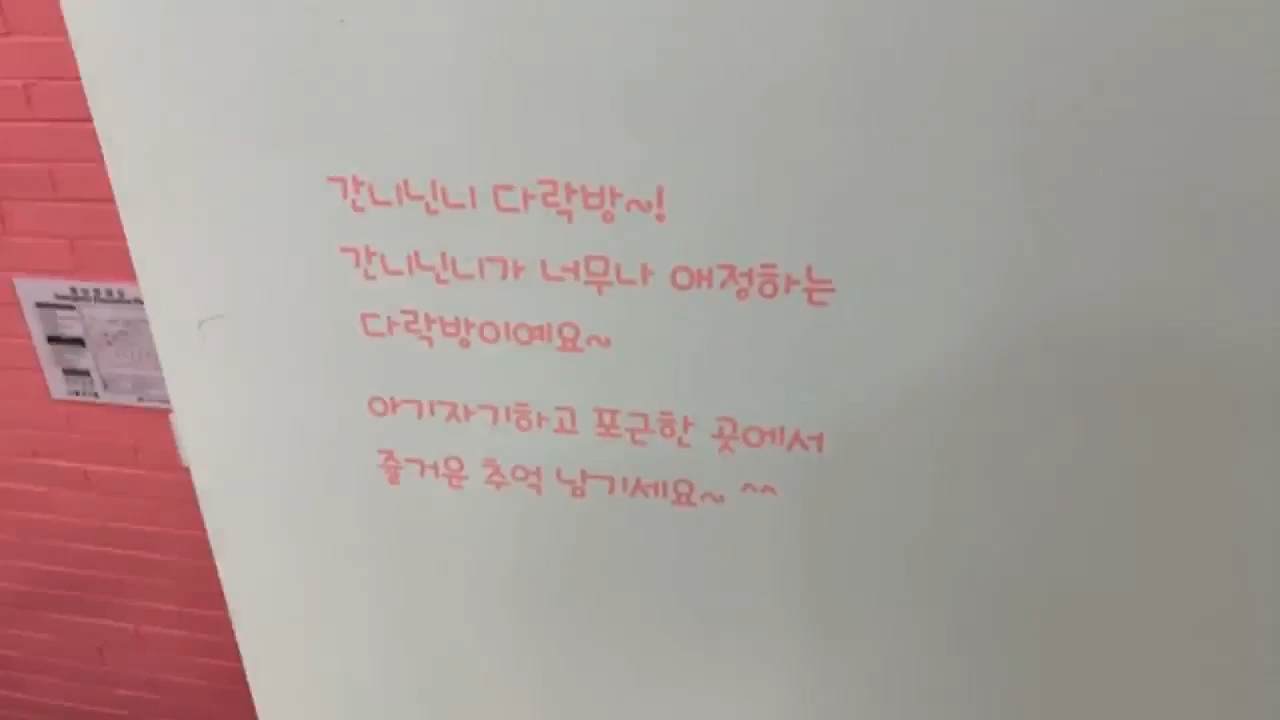 간니닌니 다락방~!
간니닌니가 너무나 애정하는
다락방이예요~
아기자기하고 포근한 곳에서
즐거운 추억 남기세요~ ^^